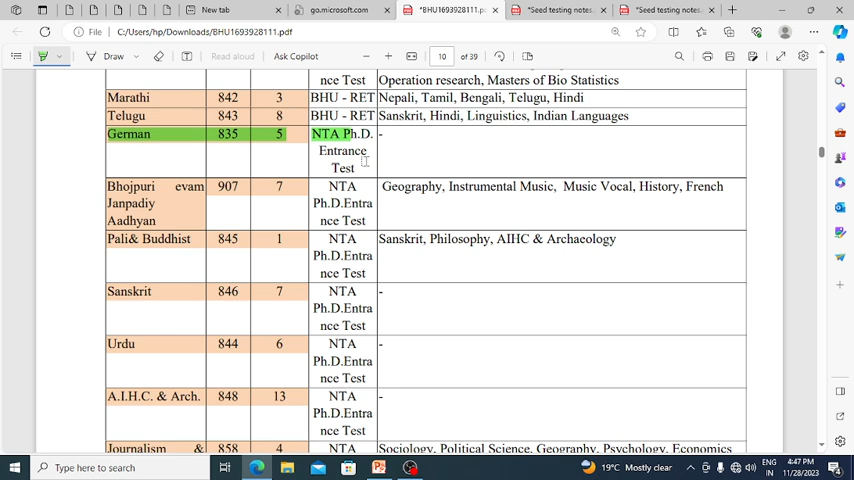 New tab
go.microsoft.com
*BHU1693928111.pdf
*Seed testing notes.
*Seed testing notes.
File C:/Users/hp/Downloads/BHU1693928111.pdf
Draw Read aloud Ask Copilot 10 of 39
nce Test Operation research, Masters of Bio Statistics
Marathi 842 3 BHU - RET Nepali, Tamil, Bengali, Telugu, Hindi
Telugu 843 8 BHU - RET Sanskrit, Hindi, Linguistics, Indian Languages
German 835 5 NTA Ph.D. -
Entrance
Test
Bhojpuri evam 907 7 NTA Geography, Instrumental Music, Music Vocal, History, French
Janpadiy Ph.D.Entra
Aadhyan nce Test
Pali& Buddhist 845 1 NTA Sanskrit, Philosophy, AIHC & Archaeology
Ph.D.Entra
nce Test
Sanskrit 846 7 NTA -
Ph.D.Entra
nce Test
Urdu 844 6 NTA -
Ph.D.Entra
nce Test
A.I.H.C. & Arch. 848 13 NTA -
Ph.D.Entra
nce Test
Journalism & 858 4 NTA Sociology, Political Science, Geography, Psychology, Economics
Type here to search
19°C Mostly clear
ENG 4:47 PM
IN 11/28/2023
4